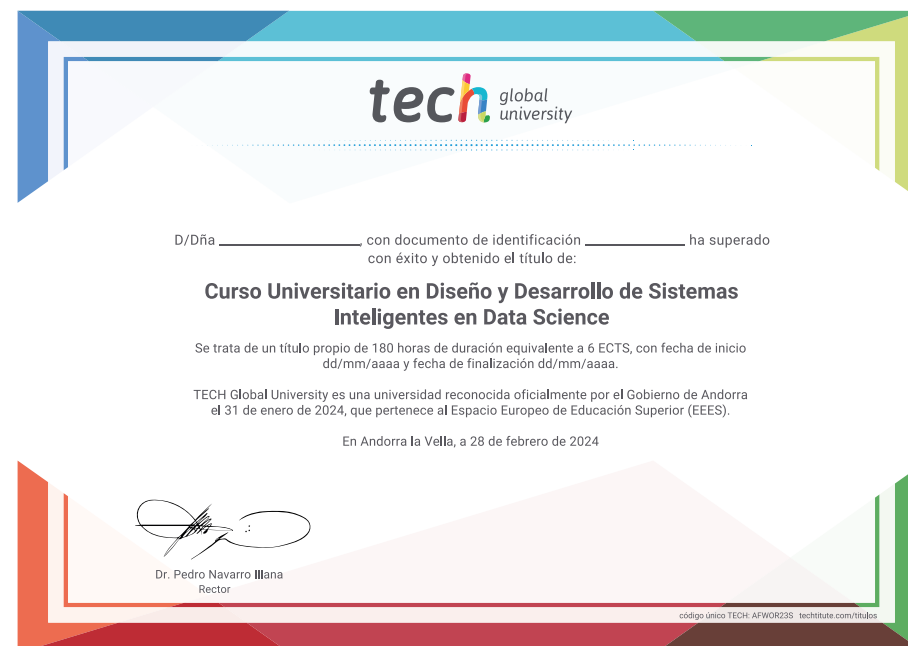 tech global university
D/Dña ____________________, con documento de identificación ______________ ha superado
con éxito y obtenido el título de:
Curso Universitario en Diseño y Desarrollo de Sistemas
Inteligentes en Data Science
Se trata de un título propio de 180 horas de duración equivalente a 6 ECTS, con fecha de inicio
dd/mm/aaaa y fecha de finalización dd/mm/aaaa.
TECH Global University es una universidad reconocida oficialmente por el Gobierno de Andorra
el 31 de enero de 2024, que pertenece al Espacio Europeo de Educación Superior (EEES).
En Andorra la Vella, a 28 de febrero de 2024
Dr. Pedro Navarro Illana
Rector
código único TECH: AFWOR23S techtitute.com/titulos